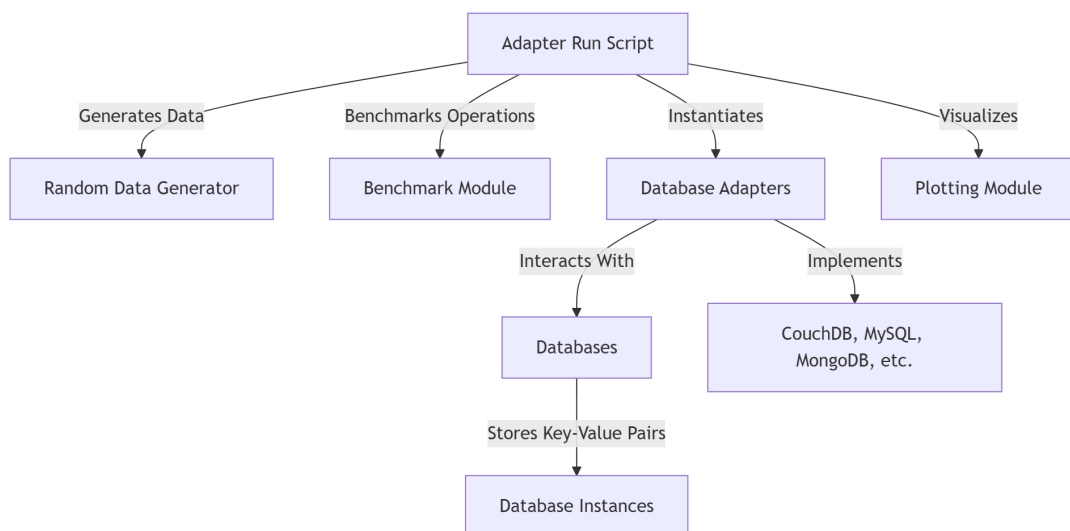 Adapter Run Script
Generates Data
Benchmarks Operations
Instantiates
Visualizes
Random Data Generator
Benchmark Module
Database Adapters
Plotting Module
Interacts With
Implements
Databases
CouchDB, MySQL,
MongoDB, etc.
Stores Key-Value Pairs
Database Instances